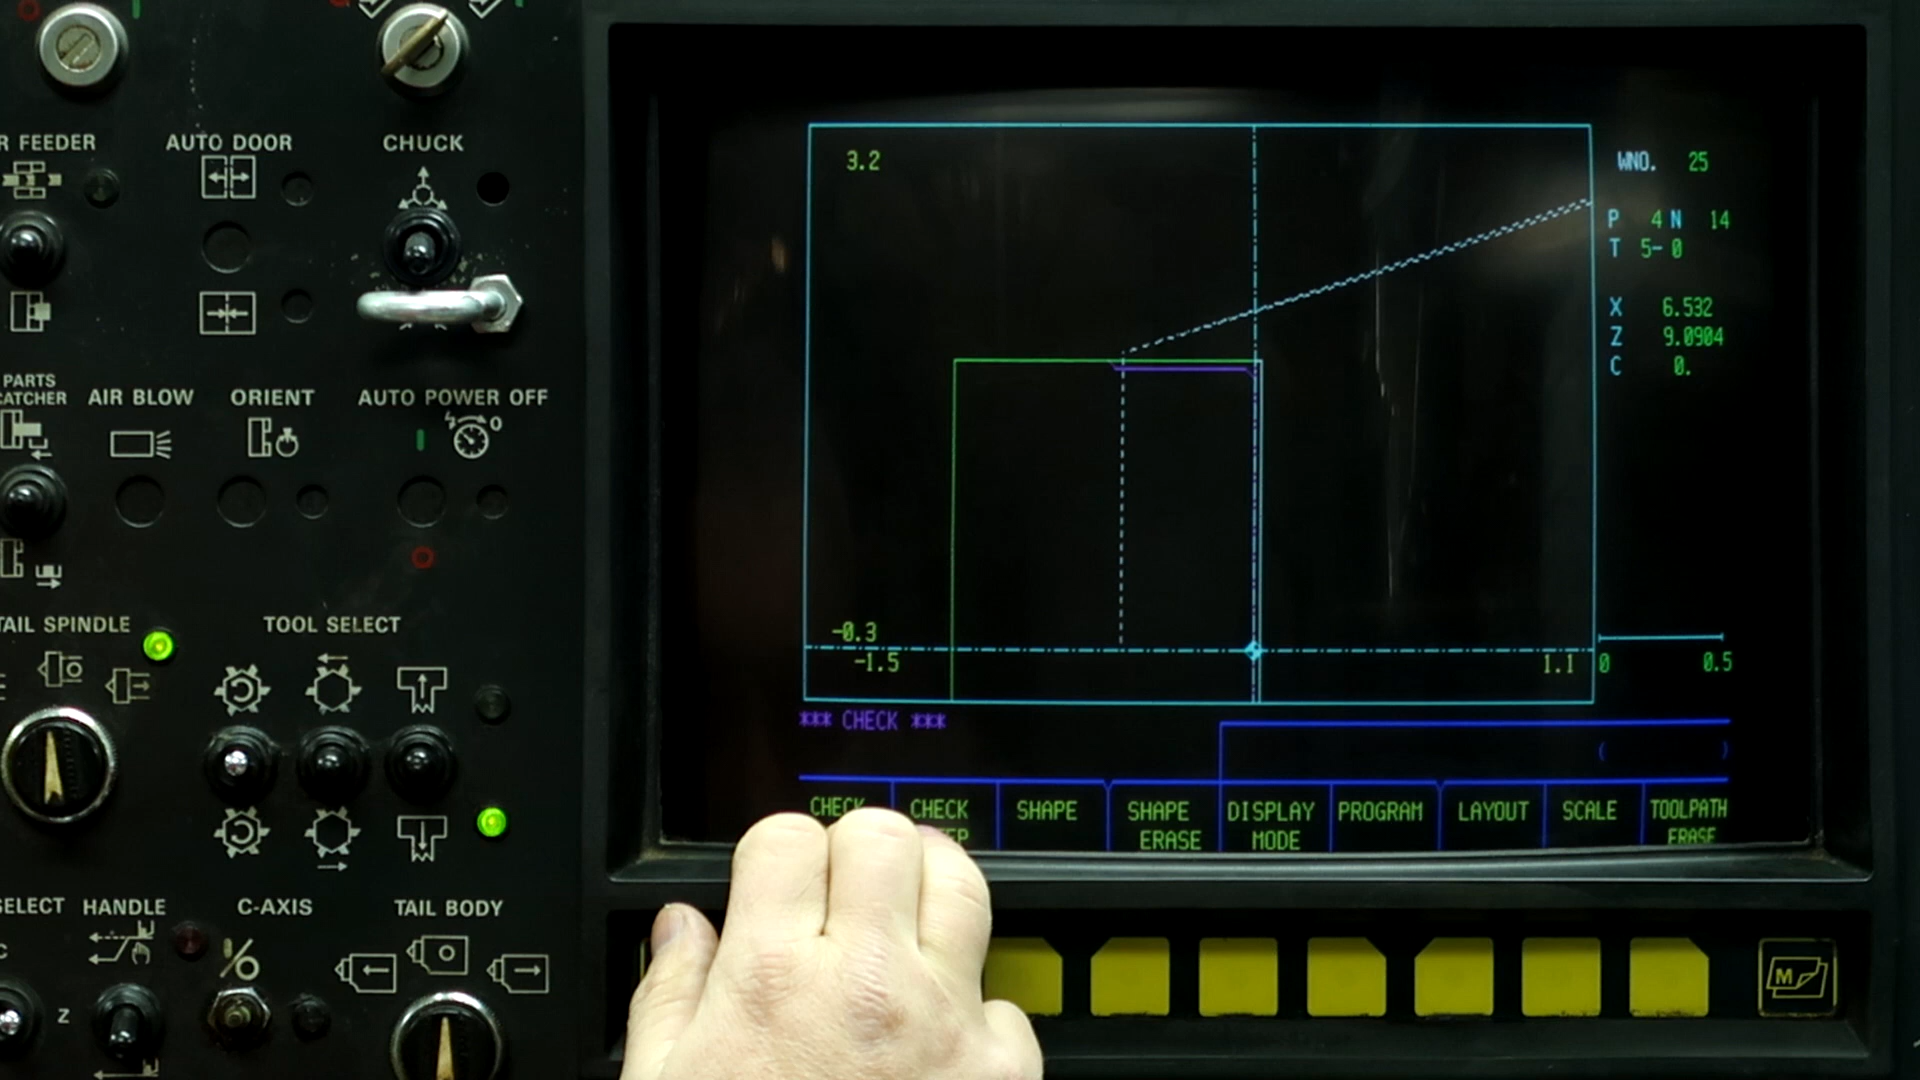 R FEEDER
AUTO DOOR
CHUCK
PARTS
CATCHER
AIR BLOW
ORIENT
AUTO POWER OFF
TAIL SPINDLE
TOOL SELECT
SELECT
HANDLE
C-AXIS
TAIL BODY
C
Z
3.2
-0.3
-1.5
1.1
WNO. 25
P 4 N 14
T 5- 0
X 6.532
Z 9.0904
C 0.
0 0.5
*** CHECK ***
( )
CHECK
CHECK
SHAPE
SHAPE
ERASE
DISPLAY
MODE
PROGRAM
LAYOUT
SCALE
TOOLPATH
ERASE
M